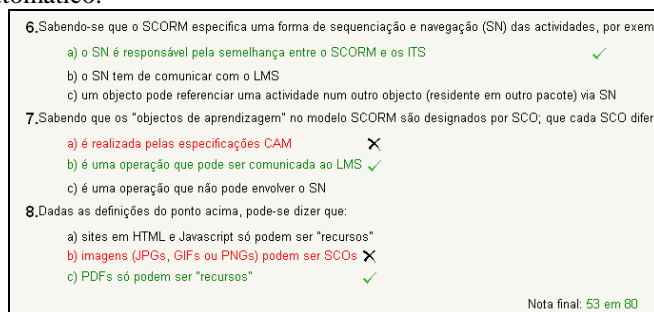 6.Sabendo-se que o SCORM especifica uma forma de sequenciação e navegação (SN) das actividades, por exem
a) o SN é responsável pela semelhança entre o SCORM e os ITS
b) o SN tem de comunicar com o LMS
c) um objecto pode referenciar uma actividade num outro objecto (residente em outro pacote) via SN
7.Sabendo que os "objectos de aprendizagem" no modelo SCORM são designados por SCO; que cada SCO difer
a) é realizada pelas especificações CAM
b) é uma operação que pode ser comunicada ao LMS
c) é uma operação que não pode envolver o SN
8.Dadas as definições do ponto acima, pode-se dizer que:
a) sites em HTML e Javascript só podem ser "recursos"
b) imagens (JPGs, GIFs ou PNGs) podem ser SCOs
c) PDFs só podem ser "recursos"
Nota final: 53 em 80